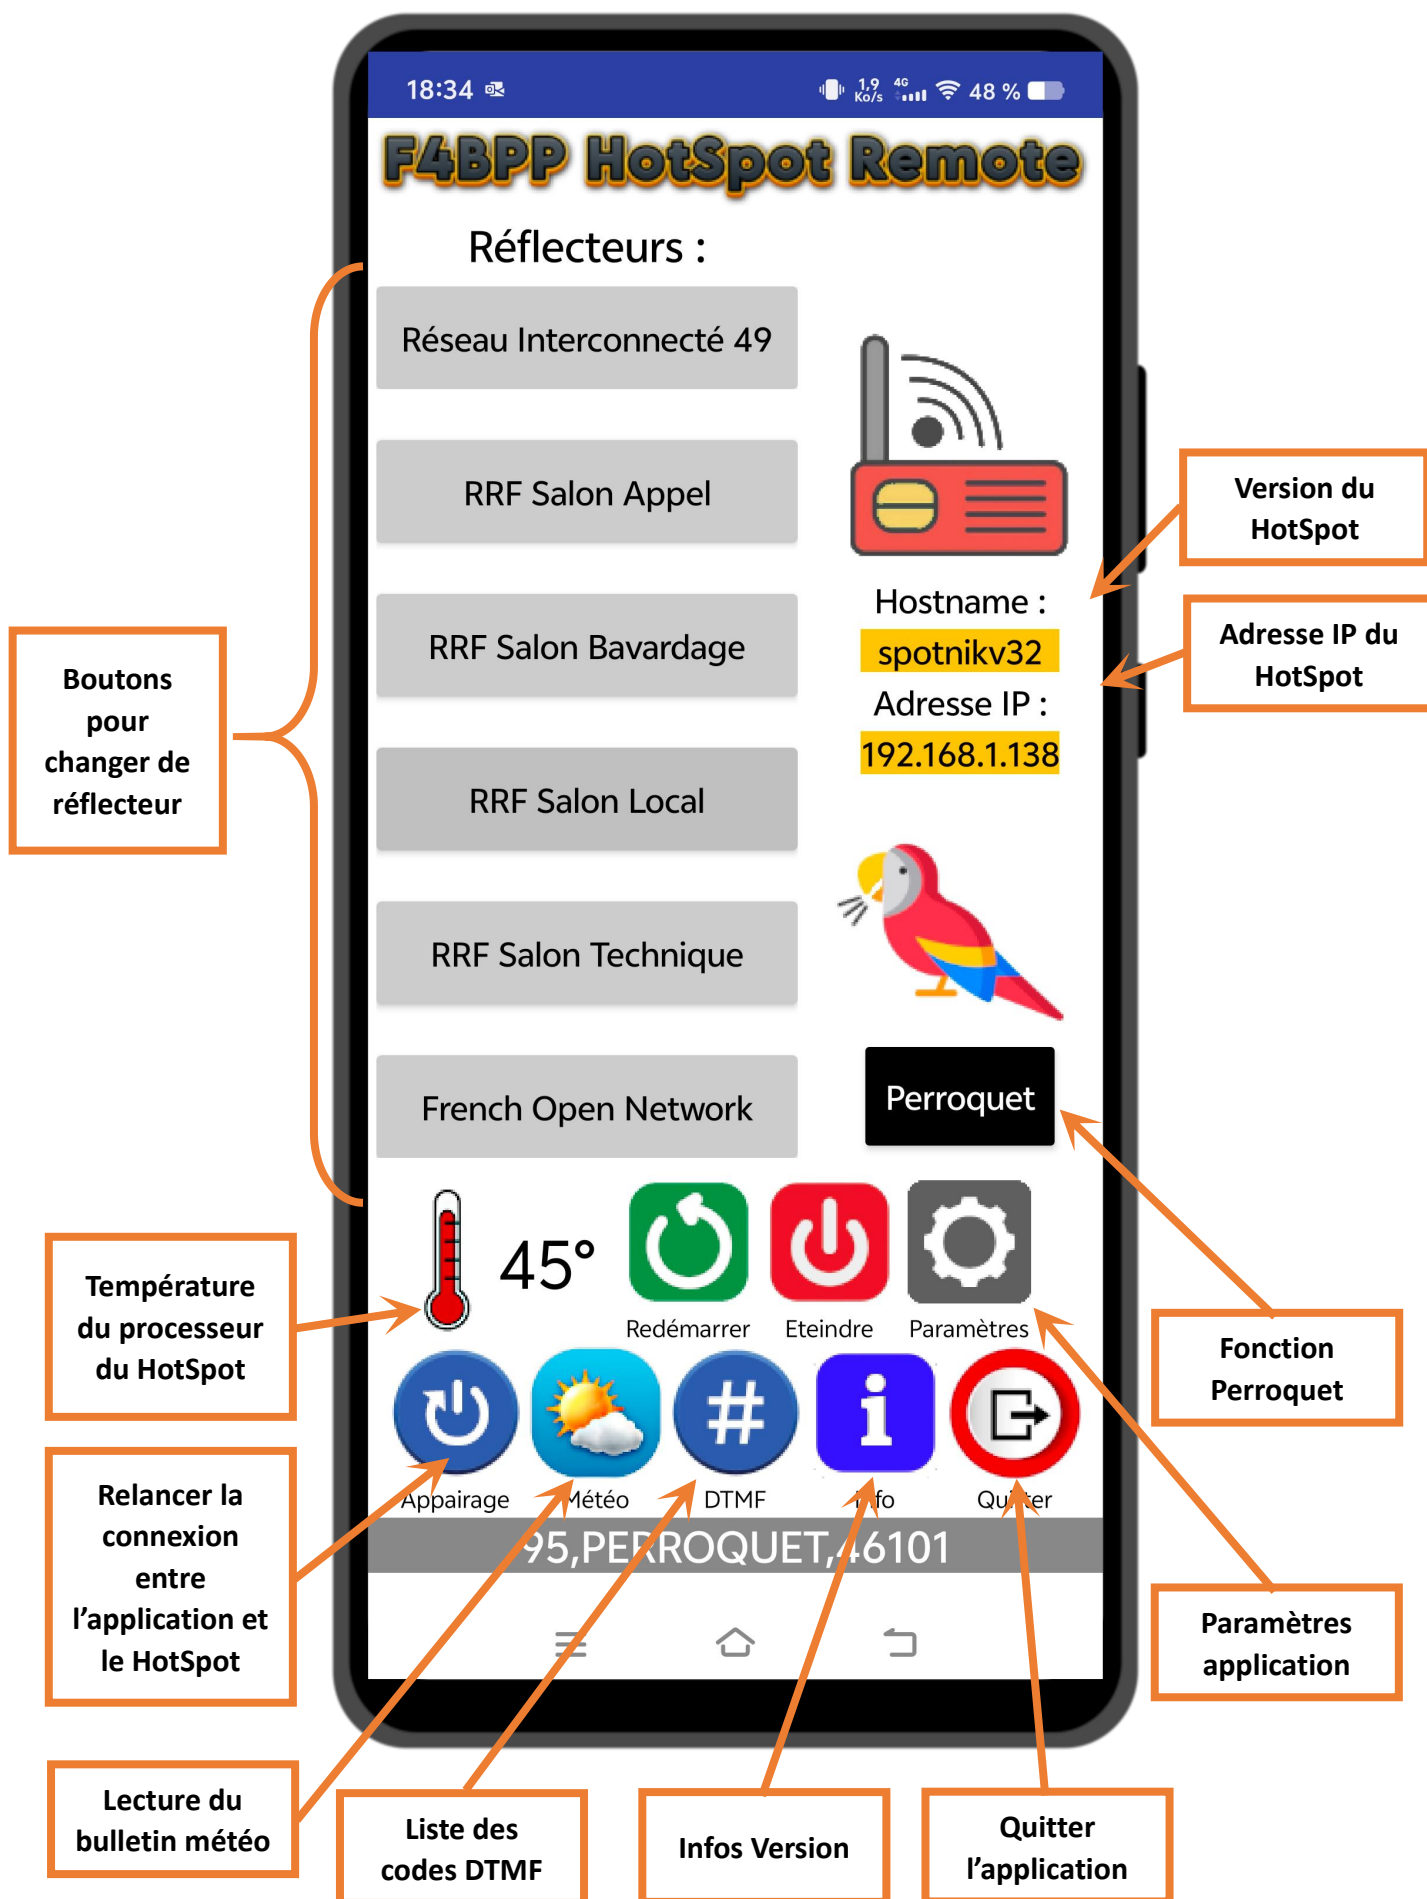 18:34
1,9
Ko/s
4G
48 %
F4BPP HotSpot Remote
Réflecteurs :
Réseau Interconnecté 49
RRF Salon Appel
RRF Salon Bavardage
RRF Salon Local
RRF Salon Technique
French Open Network
Hostname :
spotnikv32
Adresse IP :
192.168.1.138
Perroquet
45°
Redémarrer
Eteindre
Paramètres
#
i
Appairage
Météo
DTMF
Info
Quitter
95,PERROQUET,46101
Boutons
pour
changer de
réflecteur
Température
du processeur
du HotSpot
Relancer la
connexion
entre
l’application et
le HotSpot
Lecture du
bulletin météo
Liste des
codes DTMF
Infos Version
Quitter
l’application
Version du
HotSpot
Adresse IP du
HotSpot
Fonction
Perroquet
Paramètres
application